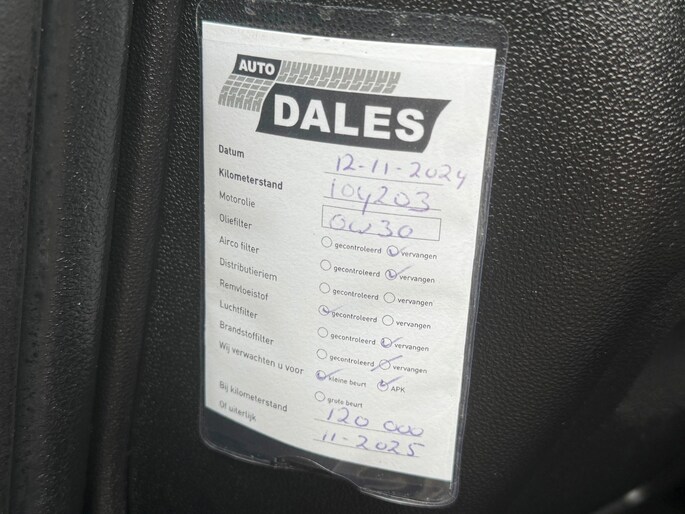 AUTO
DALES
Datum 12-11-2024
Kilometerstand 104203
Motorolie 0W30
Oliefilter gecontroleerd vervangen
Airco filter gecontroleerd vervangen
Distributieriem gecontroleerd vervangen
Remvloeistof gecontroleerd vervangen
Luchtfilter gecontroleerd vervangen
Brandstoffilter gecontroleerd vervangen
Wij verwachten u voor kleine beurt APK
grote beurt
Bij kilometerstand 120 000
Of uiterlijk 11-2025